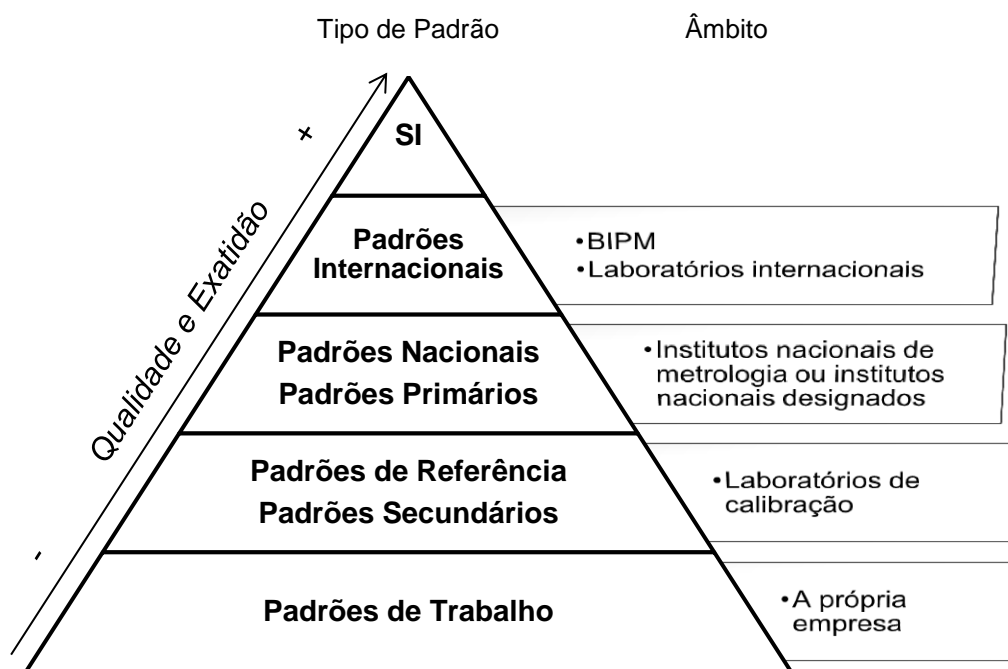 Tipo de Padrão
Âmbito
Qualidade e Exatidão
+
-
SI
Padrões
Internacionais
•BIPM
•Laboratórios internacionais
Padrões Nacionais
Padrões Primários
•Institutos nacionais de
metrologia ou institutos
nacionais designados
Padrões de Referência
Padrões Secundários
•Laboratórios de
calibração
Padrões de Trabalho
•A própria
empresa